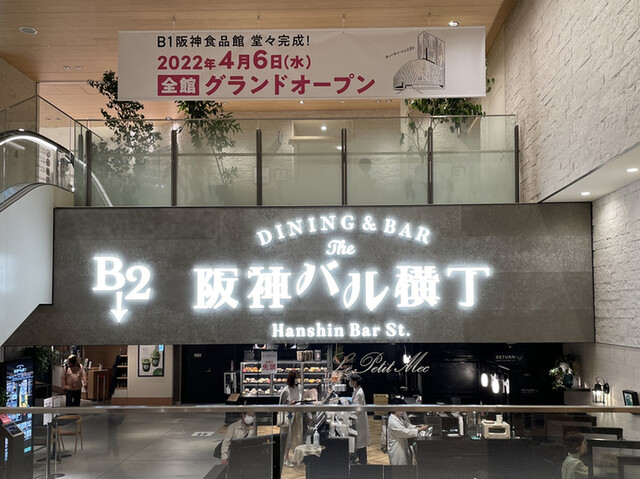 B1阪神食品館 堂々完成!
2022年4月6日(水)
全館 グランドオープン
DINING & BAR
The
B2
阪神バル横丁
Hanshin Bar St.
Le Petit Mec
RETURN